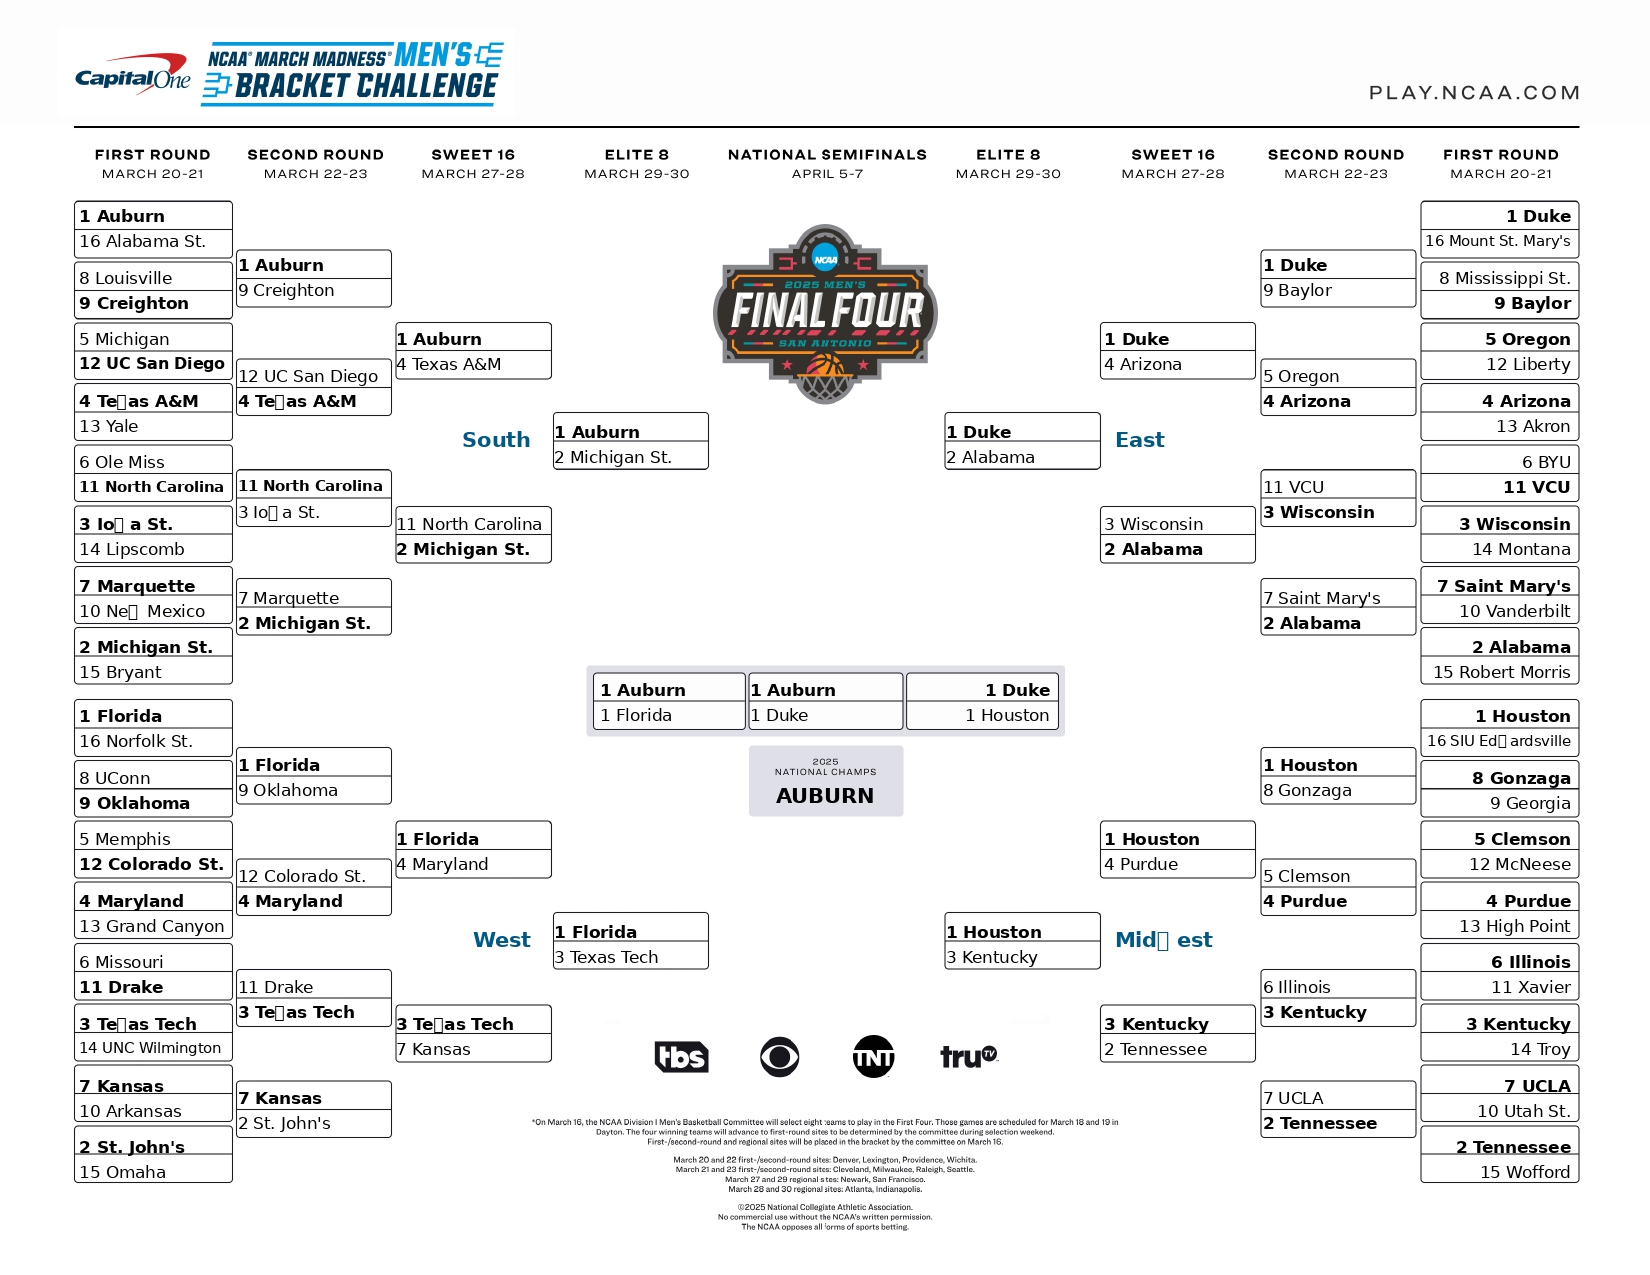 CapitalOne
NCAA® MARCH MADNESS® MEN'S
BRACKET CHALLENGE
PLAY.NCAA.COM
FIRST ROUND
MARCH 20-21
SECOND ROUND
MARCH 22-23
SWEET 16
MARCH 27-28
ELITE 8
MARCH 29-30
NATIONAL SEMIFINALS
APRIL 5-7
ELITE 8
MARCH 29-30
SWEET 16
MARCH 27-28
SECOND ROUND
MARCH 22-23
FIRST ROUND
MARCH 20-21
1 Auburn
16 Alabama St.
8 Louisville
9 Creighton
5 Michigan
12 UC San Diego
4 Te▯as A&M
13 Yale
6 Ole Miss
11 North Carolina
3 Io▯ a St.
14 Lipscomb
7 Marquette
10 Ne▯ Mexico
2 Michigan St.
15 Bryant
1 Florida
16 Norfolk St.
8 UConn
9 Oklahoma
5 Memphis
12 Colorado St.
4 Maryland
13 Grand Canyon
6 Missouri
11 Drake
3 Te▯as Tech
14 UNC Wilmington
7 Kansas
10 Arkansas
2 St. John's
15 Omaha
1 Auburn
9 Creighton
12 UC San Diego
4 Te▯as A&M
11 North Carolina
3 Io▯ a St.
7 Marquette
2 Michigan St.
1 Florida
9 Oklahoma
12 Colorado St.
4 Maryland
11 Drake
3 Te▯as Tech
7 Kansas
2 St. John's
1 Auburn
4 Texas A&M
11 North Carolina
2 Michigan St.
1 Florida
4 Maryland
3 Te▯as Tech
7 Kansas
South
1 Auburn
2 Michigan St.
West
1 Florida
3 Texas Tech
NCAA
2025 MEN'S
FINAL FOUR
SAN ANTONIO
1 Auburn
1 Florida
1 Auburn
1 Duke
1 Duke
1 Houston
2025
NATIONAL CHAMPS
AUBURN
1 Duke
2 Alabama
East
1 Houston
3 Kentucky
Mid▯ est
1 Duke
4 Arizona
3 Wisconsin
2 Alabama
1 Houston
4 Purdue
3 Kentucky
2 Tennessee
1 Duke
9 Baylor
5 Oregon
4 Arizona
11 VCU
3 Wisconsin
7 Saint Mary's
2 Alabama
1 Houston
8 Gonzaga
5 Clemson
4 Purdue
6 Illinois
3 Kentucky
7 UCLA
2 Tennessee
1 Duke
16 Mount St. Mary's
8 Mississippi St.
9 Baylor
5 Oregon
12 Liberty
4 Arizona
13 Akron
6 BYU
11 VCU
3 Wisconsin
14 Montana
7 Saint Mary's
10 Vanderbilt
2 Alabama
15 Robert Morris
1 Houston
16 SIU Ed▯ ardsville
8 Gonzaga
9 Georgia
5 Clemson
12 McNeese
4 Purdue
13 High Point
6 Illinois
11 Xavier
3 Kentucky
14 Troy
7 UCLA
10 Utah St.
2 Tennessee
15 Wofford
tbs
TNT
truTV
*On March 16, the NCAA Division I Men's Basketball Committee will select eight teams to play in the First Four. Those games are scheduled for March 18 and 19 in
Dayton. The four winning teams will advance to first-round sites to be determined by the committee during selection weekend.
First-/second-round and regional sites will be placed in the bracket by the committee on March 16.
March 20 and 22 first-/second-round sites: Denver, Lexington, Providence, Wichita.
March 21 and 23 first-/second-round sites: Cleveland, Milwaukee, Raleigh, Seattle.
March 27 and 29 regional sites: Newark, San Francisco.
March 28 and 30 regional sites: Atlanta, Indianapolis.
©2025 National Collegiate Athletic Association.
No commercial use without the NCAA's written permission.
The NCAA opposes all forms of sports betting.